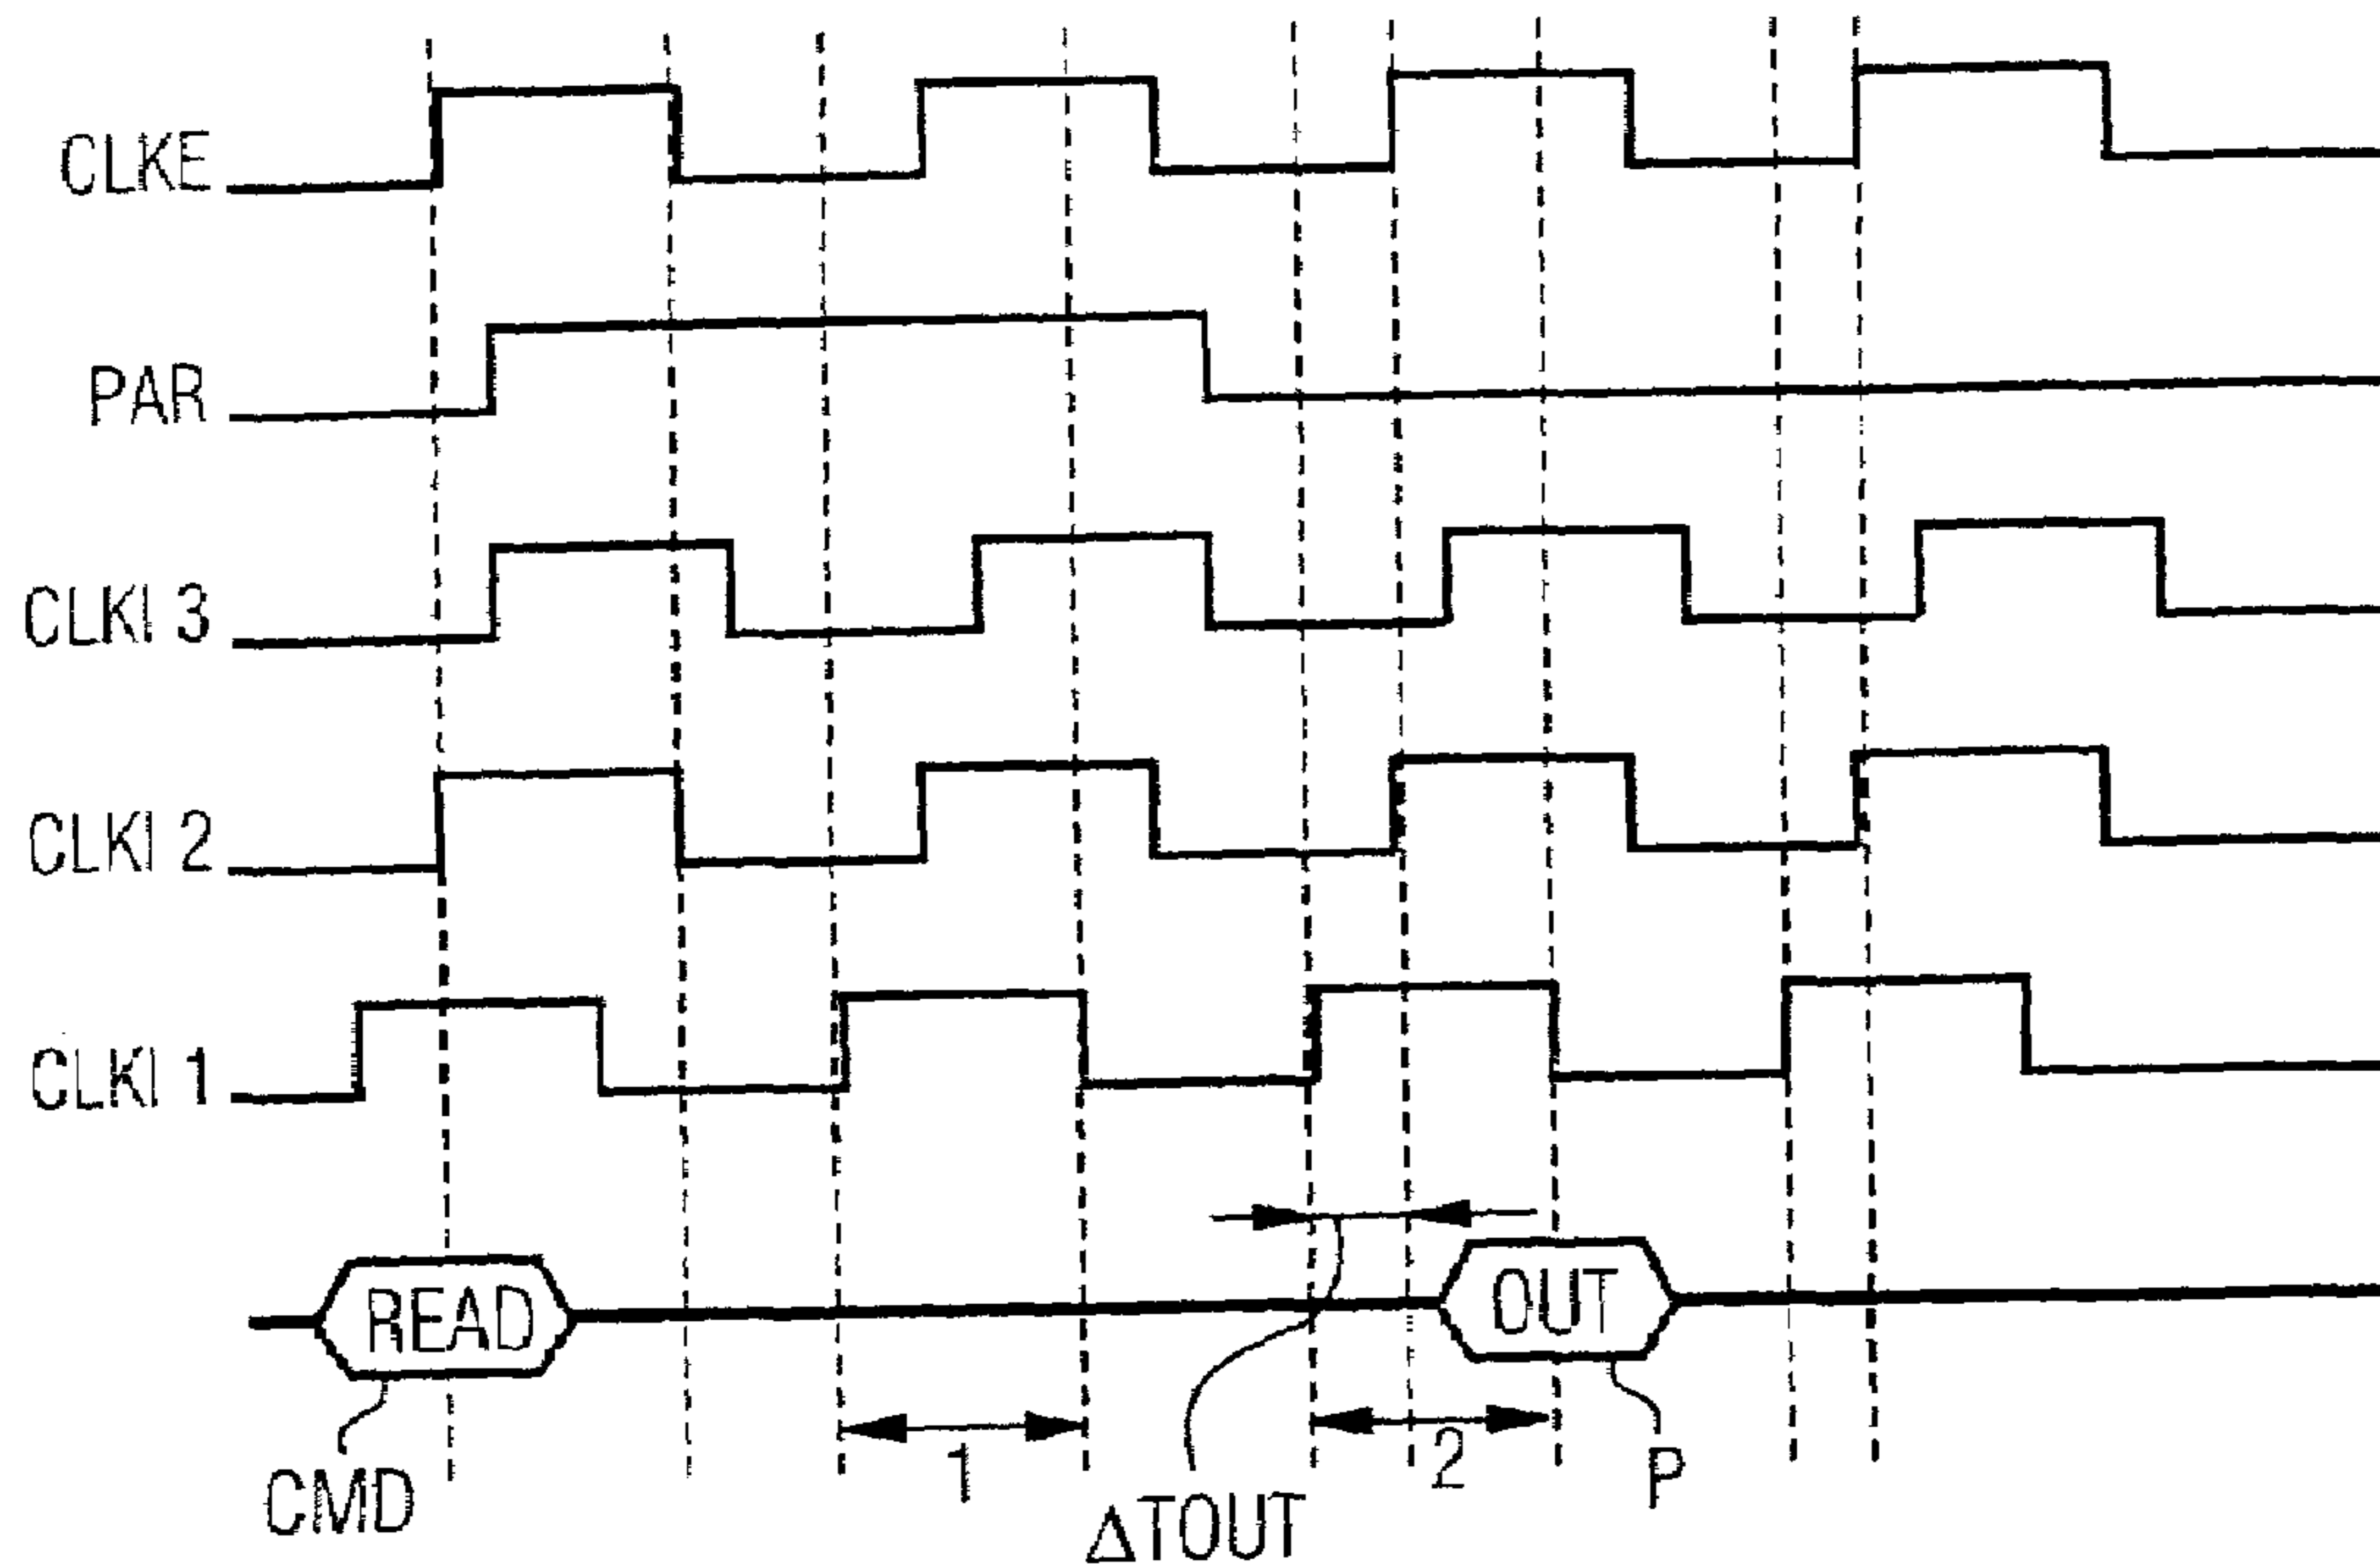 CLKE
PAR
CLKI 3
CLKI 2
CLKI 1
READ
OUT
CMD
1
ΔTOUT
2
P